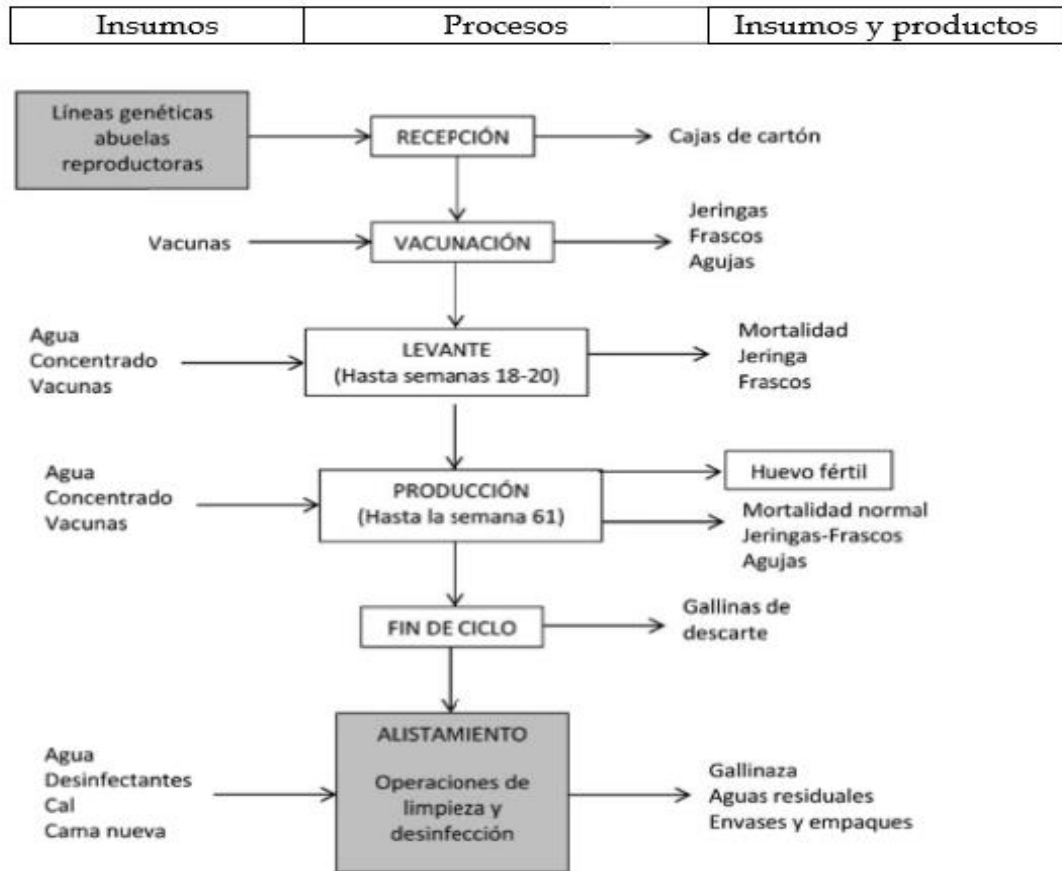 Insumos
Procesos
Insumos y productos
Líneas genéticas
abuelas
reproductoras
RECEPCIÓN
Cajas de cartón
Vacunas
VACUNACIÓN
Jeringas
Frascos
Agujas
Agua
Concentrado
Vacunas
LEVANTE
(Hasta semanas 18-20)
Mortalidad
Jeringa
Frascos
Agua
Concentrado
Vacunas
PRODUCCIÓN
(Hasta la semana 61)
Huevo fértil
Mortalidad normal
Jeringas-Frascos
Agujas
FIN DE CICLO
Gallinas de
descarte
Agua
Desinfectantes
Cal
Cama nueva
ALISTAMIENTO
Operaciones de
limpieza y
desinfección
Gallinaza
Aguas residuales
Envases y empaques